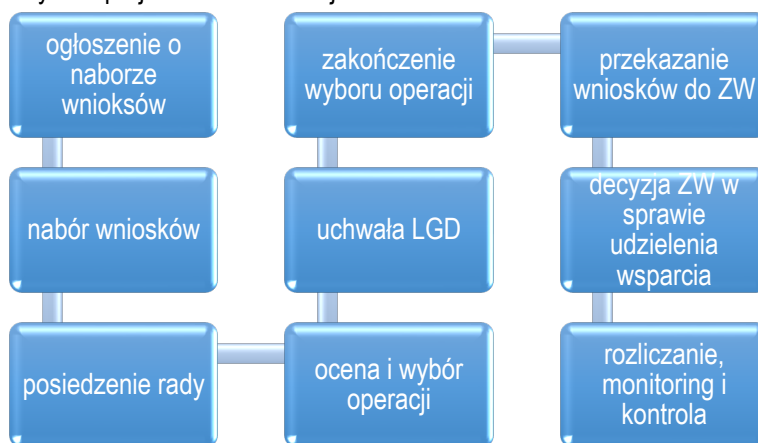 ogłoszenie o
naborze
wnioksów
nabór wniosków
posiedzenie rady
ocena i wybór
operacji
uchwała LGD
zakończenie
wyboru operacji
przekazanie
wniosków do ZW
decyzja ZW w
sprawie
udzielenia
wsparcia
rozliczanie,
monitoring i
kontrola